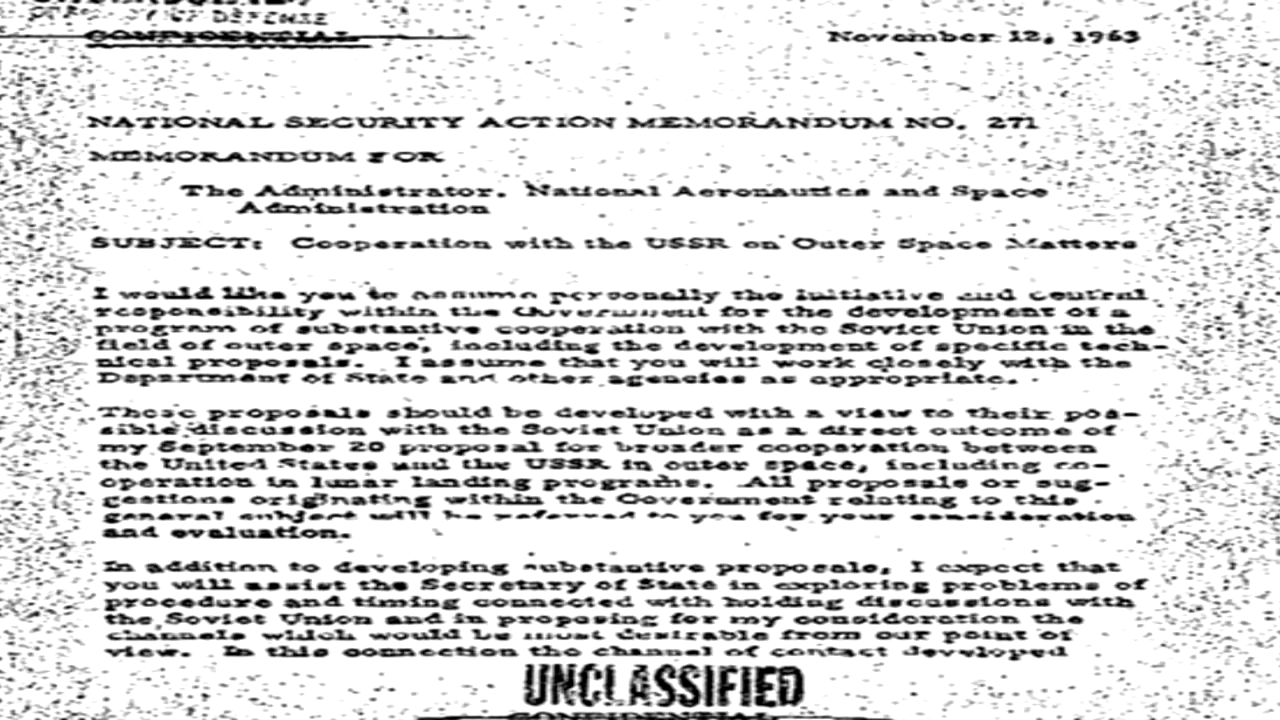 OF DEFENSE
CONFIDENTIAL
November 12, 1963
NATIONAL SECURITY ACTION MEMORANDUM NO. 271
MEMORANDUM FOR
The Administrator, National Aeronautics and Space
Administration
SUBJECT: Cooperation with the USSR on Outer Space Matters
I would like you to assume personally the initiative and central
responsibility within the Government for the development of a
program of substantive cooperation with the Soviet Union in the
field of outer space, including the development of specific tech-
nical proposals. I assume that you will work closely with the
Department of State and other agencies as appropriate.
These proposals should be developed with a view to their pos-
sible discussion with the Soviet Union as a direct outcome of
my September 20 proposal for broader cooperation between
the United States and the USSR in outer space, including co-
operation in lunar landing programs. All proposals or sug-
gestions originating within the Government relating to this
general subject will be referred to you for your consideration
and evaluation.
In addition to developing substantive proposals, I expect that
you will assist the Secretary of State in exploring problems of
procedure and timing connected with holding discussions with
the Soviet Union and in proposing for my consideration the
channels which would be most desirable from our point of
view. In this connection the channel of contact developed
UNCLASSIFIED
CONFIDENTIAL